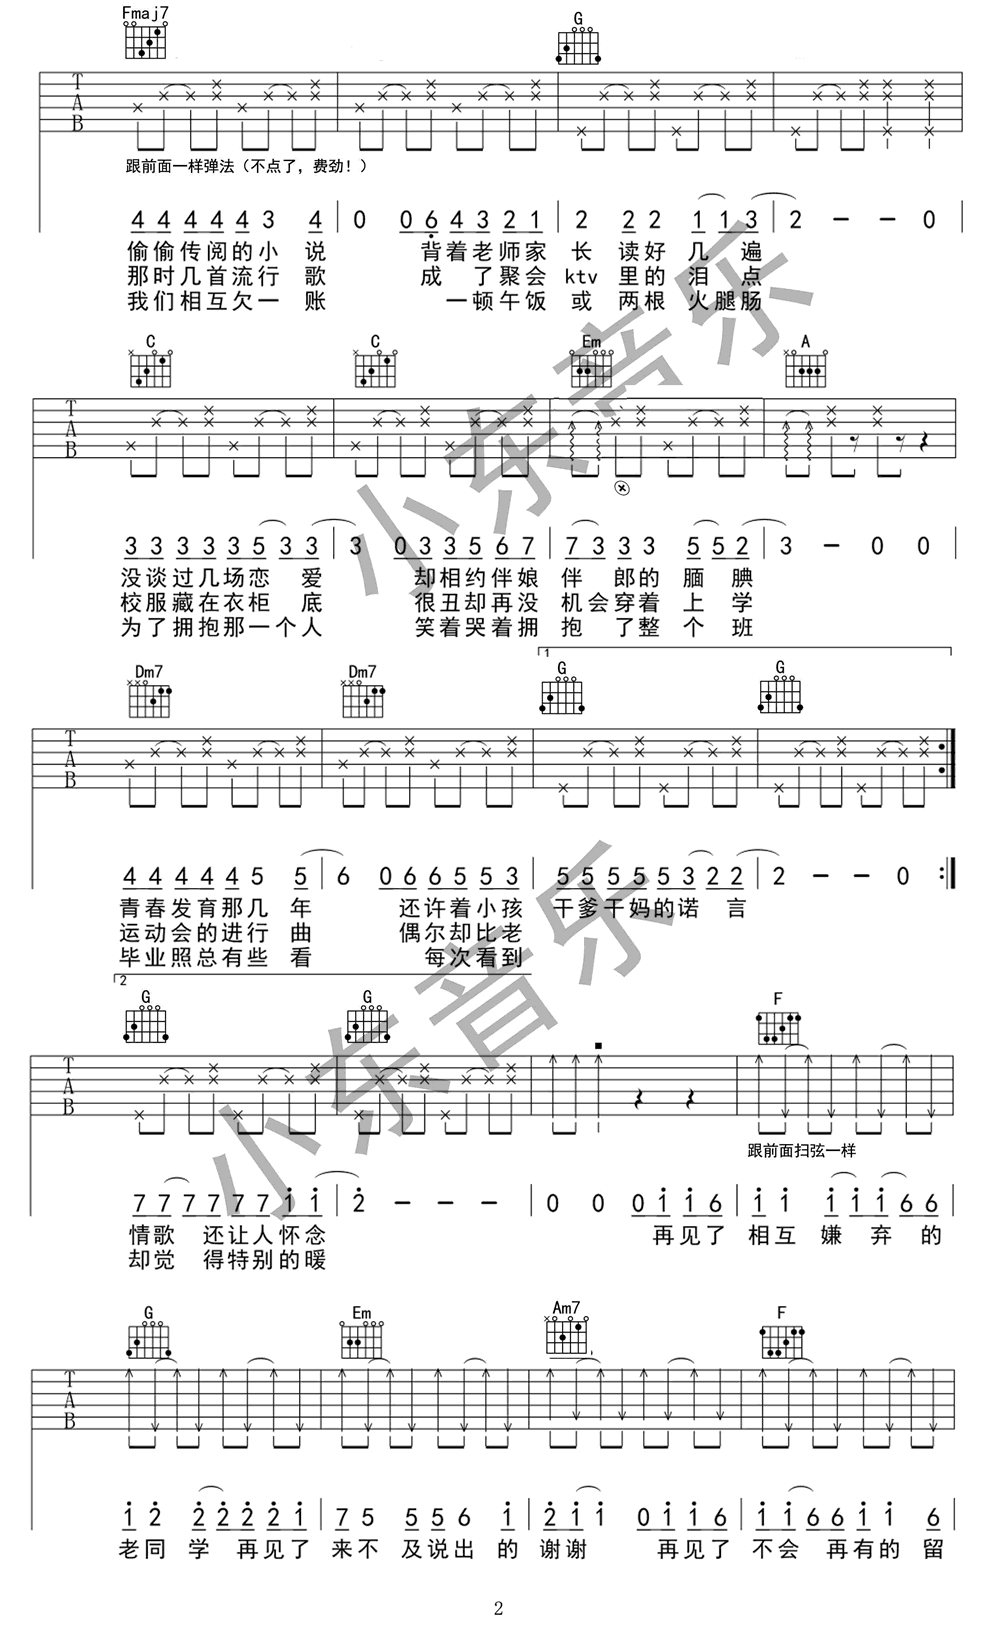 Fmaj7 G
T
A
B
跟前面一样弹法（不点了，费劲！）
4 4 4 4 4 3 4 | 0 0 6 4 3 2 1 | 2 2 2 1 1 3 | 2 − − 0
偷偷传阅的小说 背着老师家 长 读好几遍
那时几首流行歌 成了聚会 ktv 里的泪点
我们相互欠一账 一顿午饭 或 两根火腿肠
小东音乐
C C Em A
T
A
B
3 3 3 3 3 5 3 3 | 3 0 3 3 5 6 7 | 7 3 3 3 5 5 2 | 3 − 0 0
没谈过几场恋 爱 却相约伴娘 伴 郎的腼腆
校服藏在衣柜 底 很丑却再没 机会穿着上学
为了拥抱那一个人 笑着哭着拥 抱了整个班
1
Dm7 Dm7 G G
T
A
B
4 4 4 4 4 5 5 | 6 0 6 6 5 5 3 | 5 5 5 5 5 3 2 2 | 2 − − 0
青春发育那几 年 还许着小孩 干爹干妈的诺言
运动会的进行 曲 偶尔却比老
毕业照总有些 看 每次看到
小东音乐
2
G G F
T
A
B
跟前面扫弦一样
7 7 7 7 7 7 1 1 | 2 − − − | 0 0 0 1 1 6 | 1 1 1 1 1 6 6
情歌 还让人怀念 再见了 相互嫌弃的
却觉 得特别的暖
G Em Am7 F
T
A
B
1 2 2 2 2 2 1 | 7 5 5 5 6 1 | 2 1 1 0 1 1 6 | 1 1 6 6 1 1 6
老同学 再见了 来不及说出的 谢谢 再见了 不会再有的留
2